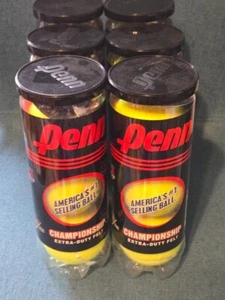 Penn
Penn
AMERICA'S #1
SELLING BALL
AMERICA'S #1
SELLING BALL
CHAMPIONSHIP
EXTRA-DUTY FELT
CHAMPIONSHIP
EXTRA-DUTY FELT